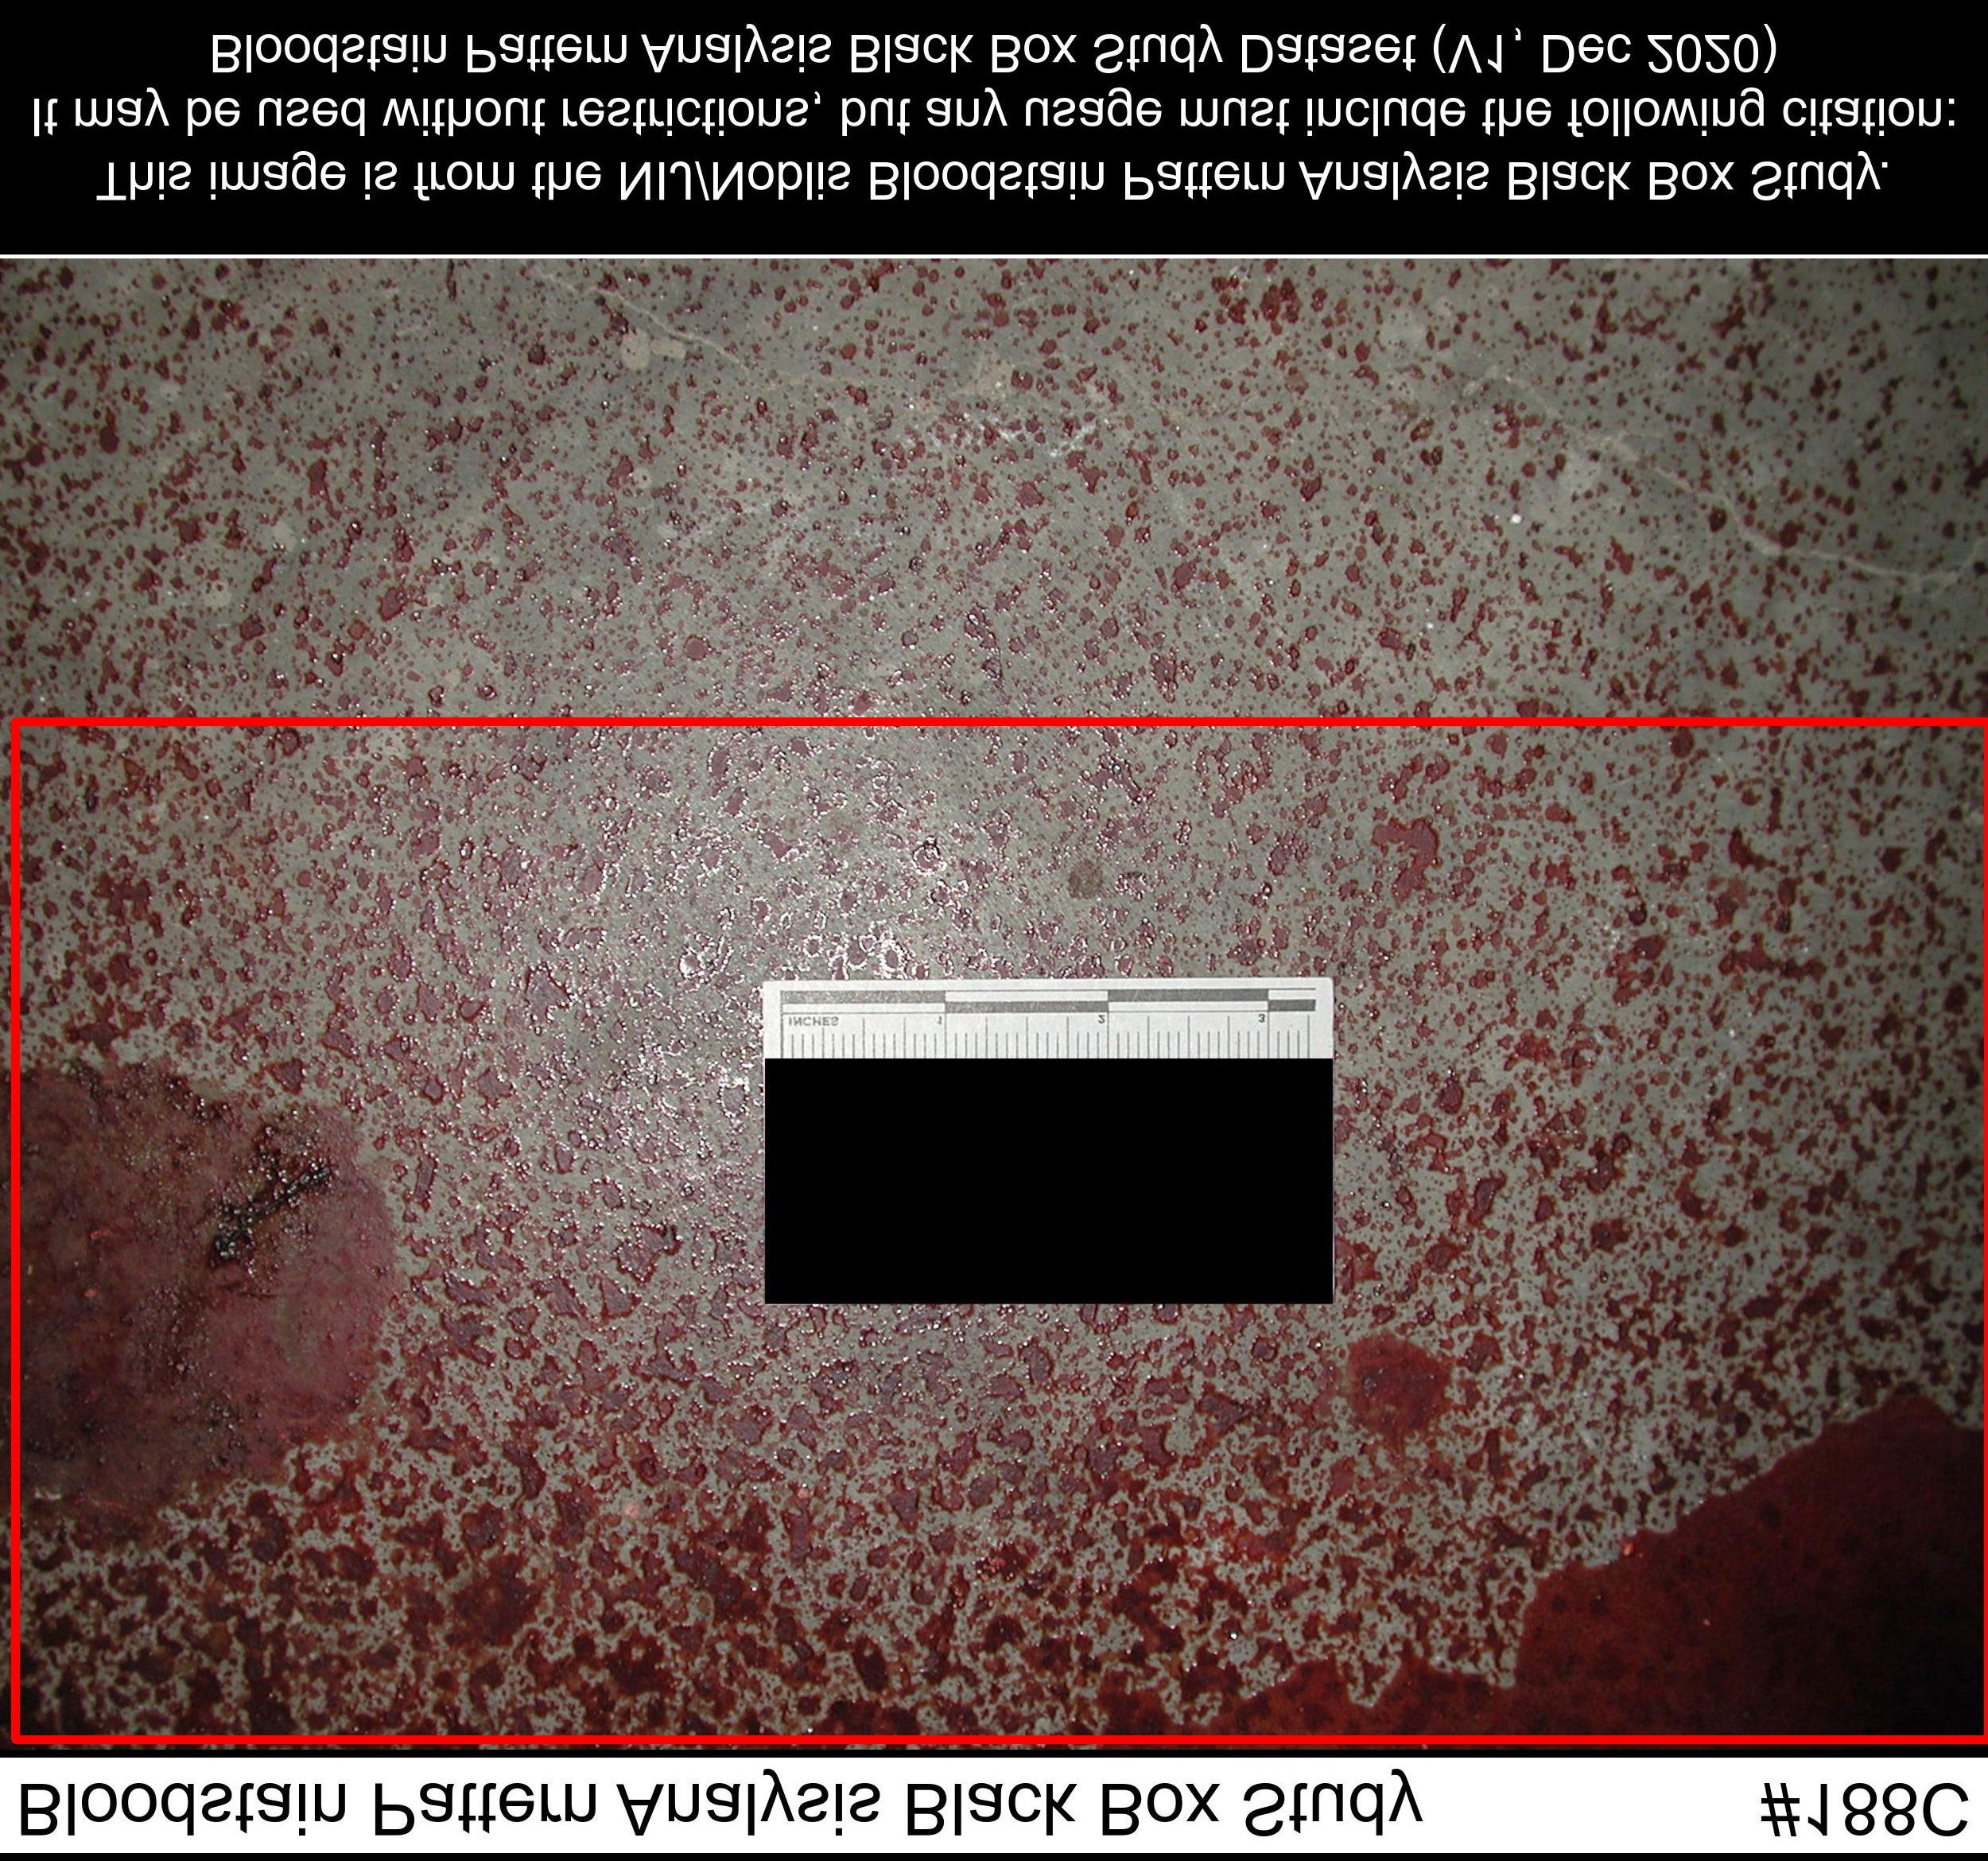 Bloodstain Pattern Analysis Black Box Study #188C
INCHES 1 2 3
This image is from the NIJ/Noblis Bloodstain Pattern Analysis Black Box Study.
It may be used without restrictions, but any usage must include the following citation:
Bloodstain Pattern Analysis Black Box Study Dataset (V1, Dec 2020)